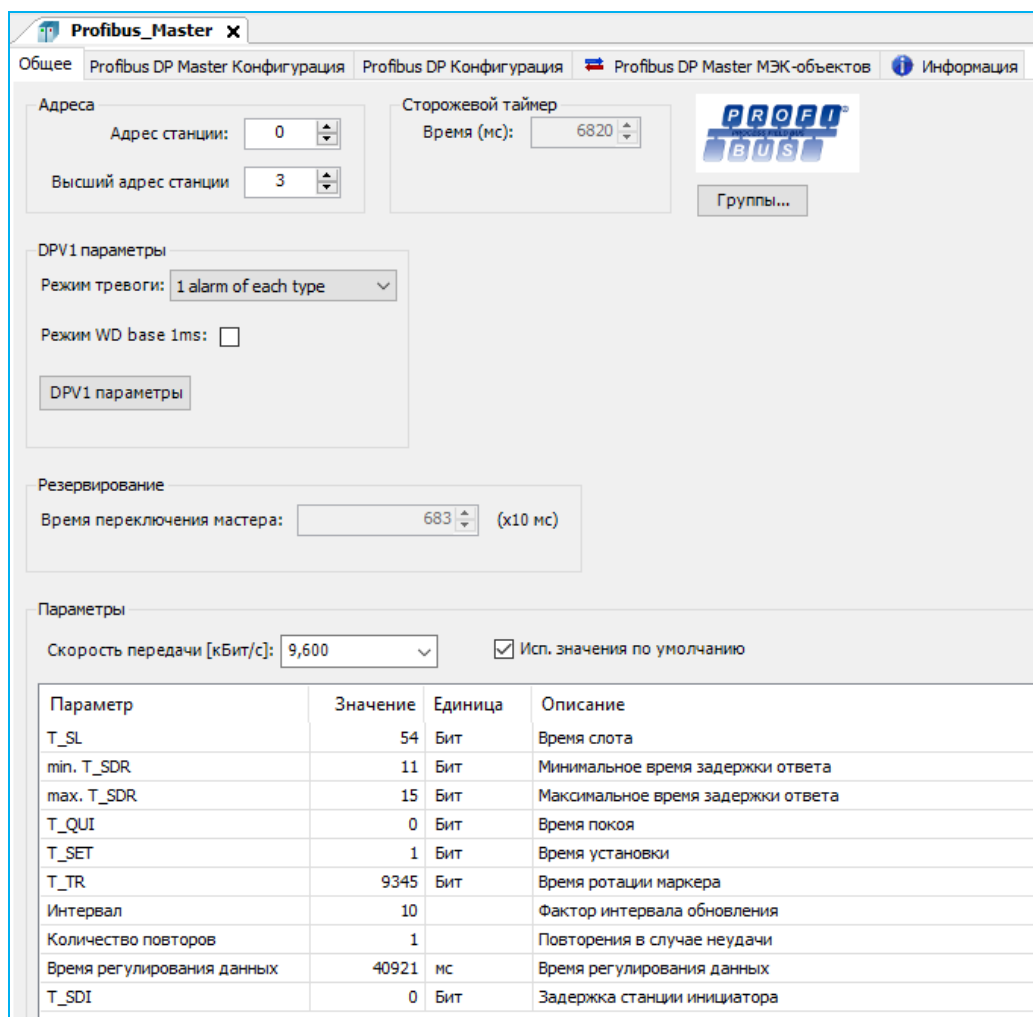 Profibus_Master x
Общее Profibus DP Master Конфигурация Profibus DP Конфигурация Profibus DP Master МЭК-объектов Информация
Адреса
Адрес станции: 0
Высший адрес станции 3
Сторожевой таймер
Время (мс): 6820
PROFI
PROCESS FIELD BUS
BUS
Группы...
DPV1 параметры
Режим тревоги: 1 alarm of each type
Режим WD base 1ms:
DPV1 параметры
Резервирование
Время переключения мастера: 683 (x10 мс)
Параметры
Скорость передачи [кБит/с]: 9,600 Исп. значения по умолчанию
Параметр Значение Единица Описание
T_SL 54 Бит Время слота
min. T_SDR 11 Бит Минимальное время задержки ответа
max. T_SDR 15 Бит Максимальное время задержки ответа
T_QUI 0 Бит Время покоя
T_SET 1 Бит Время установки
T_TR 9345 Бит Время ротации маркера
Интервал 10 Фактор интервала обновления
Количество повторов 1 Повторения в случае неудачи
Время регулирования данных 40921 мс Время регулирования данных
T_SDI 0 Бит Задержка станции инициатора